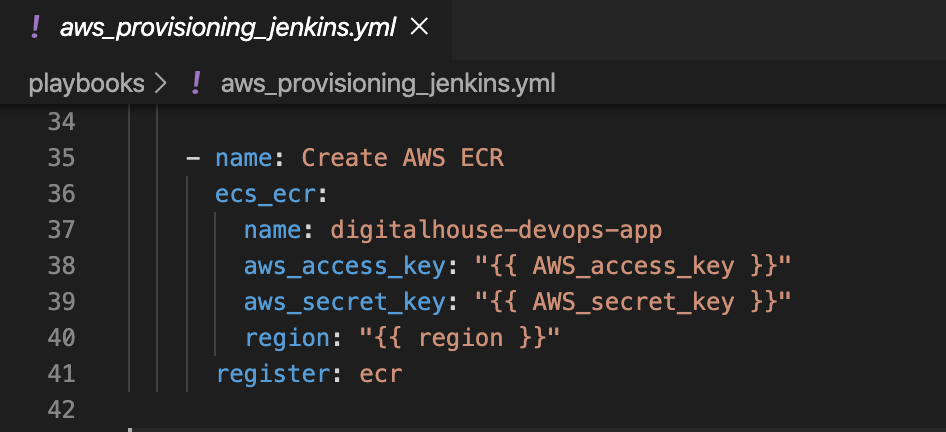 ! aws_provisioning_jenkins.yml ×
playbooks > ! aws_provisioning_jenkins.yml
34
35 - name: Create AWS ECR
36 ecs_ecr:
37 name: digitalhouse-devops-app
38 aws_access_key: "{{ AWS_access_key }}"
39 aws_secret_key: "{{ AWS_secret_key }}"
40 region: "{{ region }}"
41 register: ecr
42